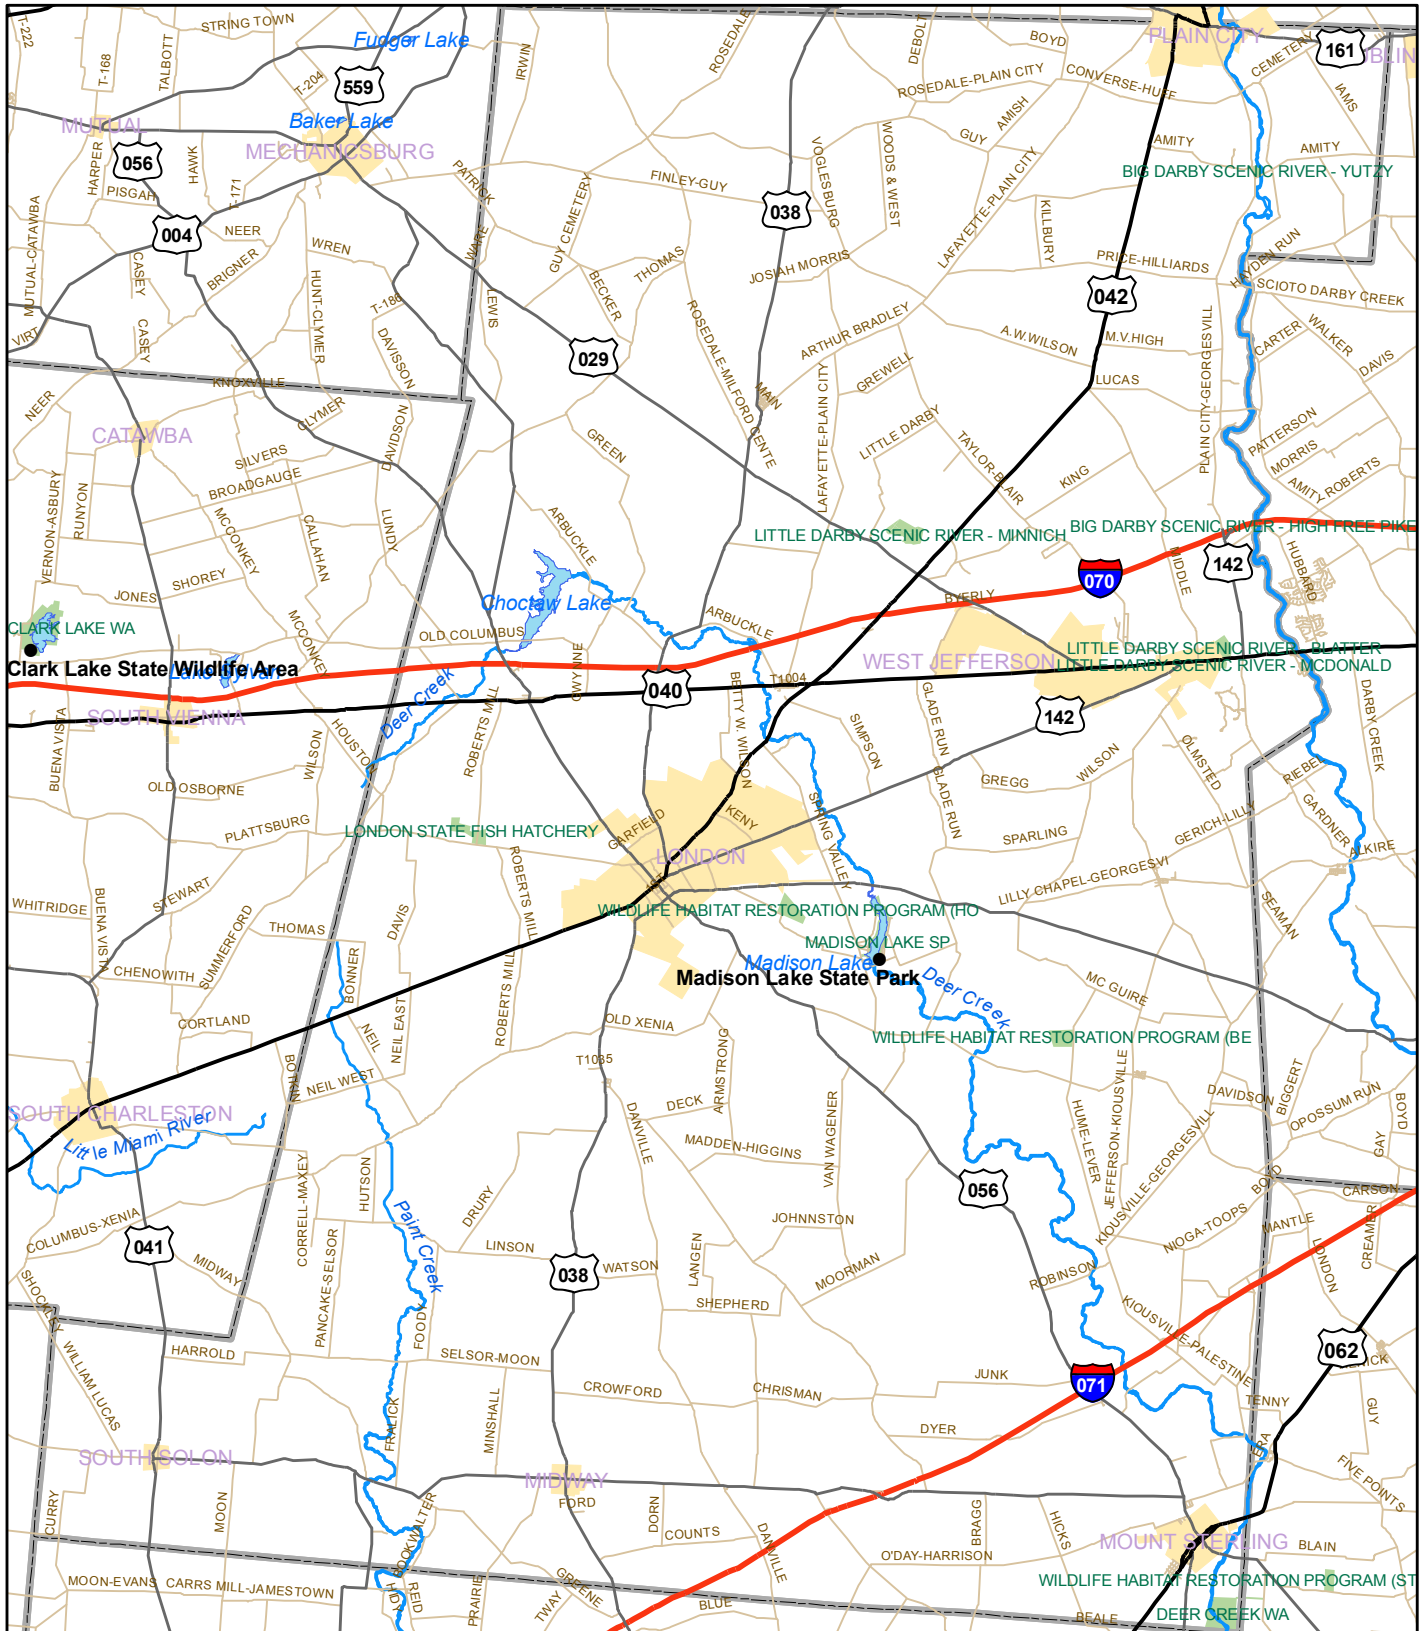 T-222
STRING TOWN
Fudger Lake
T-168
TALBOTT
T-204
559
IRWIN
ROSEDALE
DEBOLT
BOYD
PLAIN CITY
161
CEMETERY
IAMS
ROSEDALE-PLAIN CITY
CONVERSE-HUFF
Baker Lake
MUTUAL
MECHANICSBURG
056
HARPER
HAWK
PISGAH
T-171
004
NEER
WREN
PATRICK
WARE
GUY CEMETERY
FINLEY-GUY
038
VOGLESBURG
WOODS & WEST
GUY
AMISH
LAFAYETTE-PLAIN CITY
AMITY
AMITY
BIG DARBY SCENIC RIVER - YUTZY
KILLBURY
PRICE-HILLIARDS
HAYDEN RUN
SCIOTO DARBY CREEK
MUTUAL-CATAWBA
CASEY
CASEY
BRIGNER
HUNT-CLYMER
T-186
DAVISSON
LEWIS
BECKER
THOMAS
JOSIAH MORRIS
ROSEDALE-MILFORD CENTE
042
VIRT
029
ARTHUR BRADLEY
A.W.WILSON
M.V.HIGH
PLAIN CITY-GEORGESVILL
CARTER
WALKER
DAVIS
KNOXVILLE
NEER
CLYMER
MAIN
GREWELL
LUCAS
CATAWBA
DAVIDSON
GREEN
LAFAYETTE-PLAIN CITY
LITTLE DARBY
TAYLOR-BLAIR
KING
PATTERSON
MORRIS
AMITY-ROBERTS
SILVERS
BROADGAUGE
VERNON-ASBURY
RUNYON
MCCONKEY
CALLAHAN
LUNDY
ARBUCKLE
LITTLE DARBY SCENIC RIVER - MINNICH
BIG DARBY SCENIC RIVER - HIGH FREE PIKE
MIDDLE
142
HUBBARD
070
SHOREY
JONES
CLARK LAKE WA
Clark Lake State Wildlife Area
MCCONKEY
OLD COLUMBUS
Choctaw Lake
ARBUCKLE
BYERLY
WEST JEFFERSON
LITTLE DARBY SCENIC RIVER - BLATTER
LITTLE DARBY SCENIC RIVER - MCDONALD
SOUTH VIENNA
Deer Creek
GWYNNE
040
T1004
142
BUENA VISTA
HOUSTON
WILSON
ROBERTS MILL
BETTY W. WILSON
SIMPSON
GLADE RUN
GLADE RUN
GREGG
WILSON
OLMSTED
DARBY CREEK
RIEBEL
GARDNER
OLD OSBORNE
PLATTSBURG
LONDON STATE FISH HATCHERY
GARFIELD
KENY
LONDON
SPRING VALLEY
SPARLING
GERICH-LILLY
ALKIRE
LILLY CHAPEL-GEORGESVI
WHITRIDGE
BUENA VISTA
STEWART
SUMMERFORD
THOMAS
DAVIS
ROBERTS MILL
WILDLIFE HABITAT RESTORATION PROGRAM (HO
MADISON LAKE SP
Madison Lake
Madison Lake State Park
Deer Creek
SEAMAN
CHENOWITH
BONNER
ROBERTS MILL
MC GUIRE
CORTLAND
NEIL
NEIL EAST
OLD XENIA
WILDLIFE HABITAT RESTORATION PROGRAM (BE
BOTKIN
NEIL WEST
T1035
ARMSTRONG
SOUTH CHARLESTON
Little Miami River
DANVILLE
DECK
MADDEN-HIGGINS
VAN WAGENER
HUME-LEVER
JEFFERSON-KIOUSVILLE
DAVIDSON
BIGGERT
OPOSSUM RUN
BOYD
GAY
KIOUSVILLE-GEORGESVILL
CORRELL-MAXEY
HUTSON
DRURY
056
BOYD
CARSON
COLUMBUS-XENIA
041
MIDWAY
Paint Creek
LINSON
038
WATSON
LANGEN
JOHNNSTON
MOORMAN
ROBINSON
NIOGA-TOOPS
MANTLE
LONDON
CREAMER
SHOCKLEY
PANCAKE-SELSOR
FOODY
SHEPHERD
KIOUSVILLE-PALESTINE
062
WILLIAM LUCAS
HARROLD
SELSOR-MOON
JUNK
071
CROWFORD
CHRISMAN
MINSHALL
FRALICK
DYER
TENNY
GUY
ERA
SOUTH SOLON
MIDWAY
FIVE POINTS
CURRY
MOON
BOOKWALTER
FORD
DORN
COUNTS
DANVILLE
BRAGG
HICKS
O'DAY-HARRISON
MOUNT STERLING
BLAIN
MOON-EVANS
CARRS MILL-JAMESTOWN
HIDY
REID
PRAIRIE
TWAY
GREENE
BLUE
WILDLIFE HABITAT RESTORATION PROGRAM (ST
BEALE
DEER CREEK WA